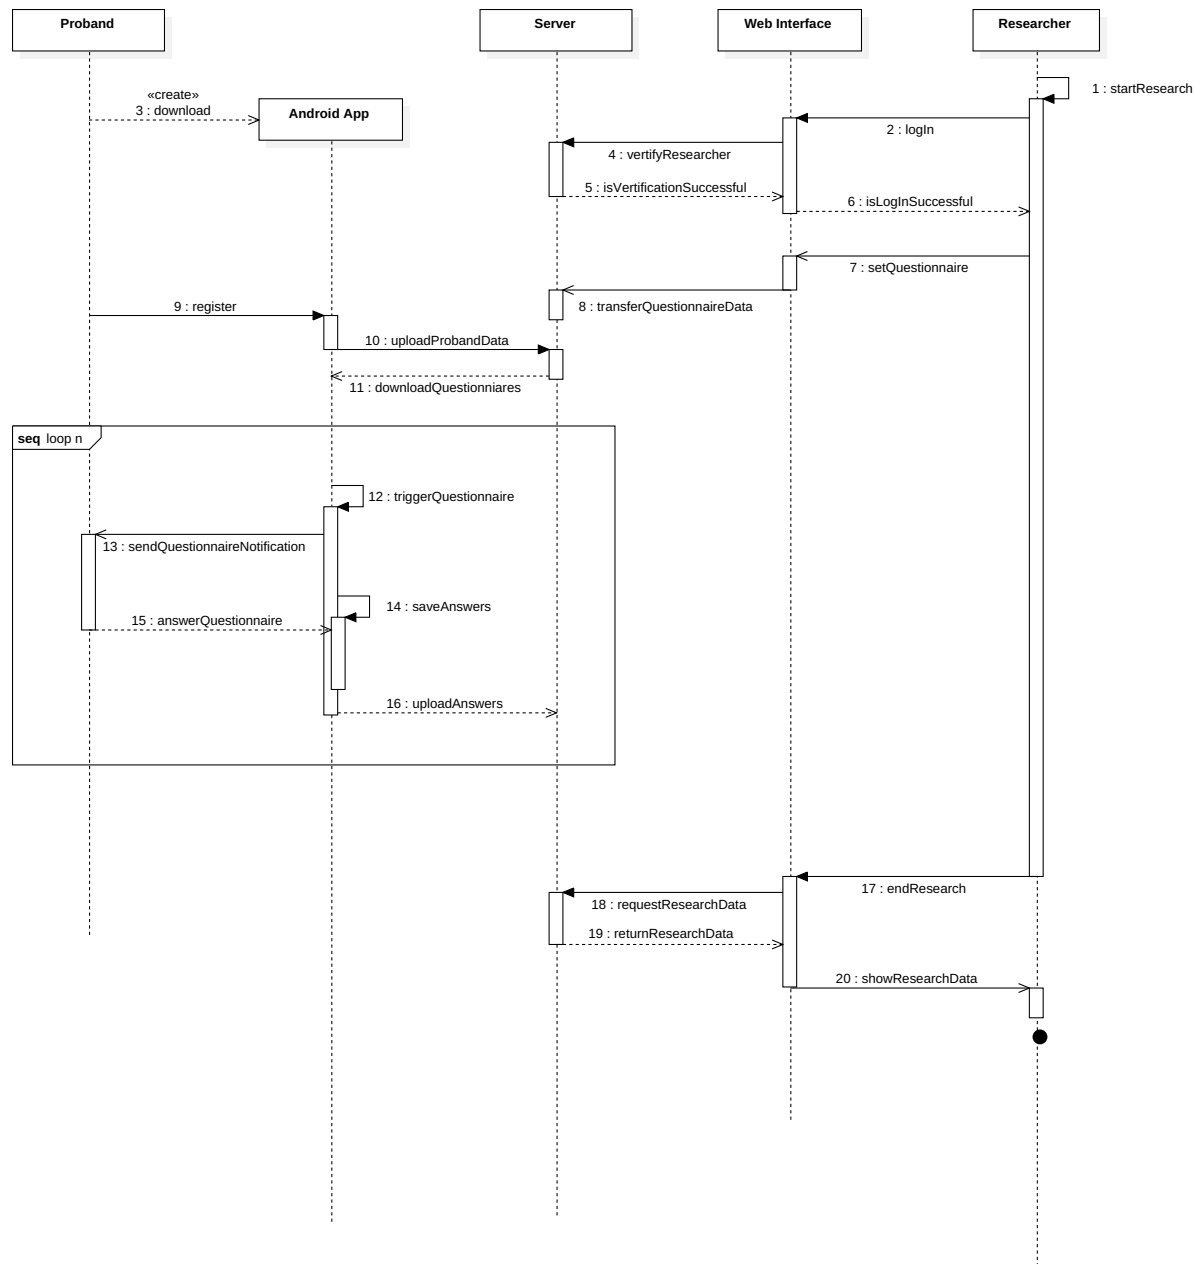 Proband
Server
Web Interface
Researcher
1 : startResearch
«create»
3 : download
Android App
2 : logIn
4 : vertifyResearcher
5 : isVertificationSuccessful
6 : isLogInSuccessful
7 : setQuestionnaire
9 : register
8 : transferQuestionnaireData
10 : uploadProbandData
11 : downloadQuestionniares
seq loop n
12 : triggerQuestionnaire
13 : sendQuestionnaireNotification
14 : saveAnswers
15 : answerQuestionnaire
16 : uploadAnswers
17 : endResearch
18 : requestResearchData
19 : returnResearchData
20 : showResearchData